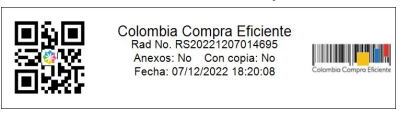 Colombia Compra Eficiente
Rad No. RS20221207014695
Anexos: No Con copia: No
Fecha: 07/12/2022 18:20:08
Colombia Compra Eficiente